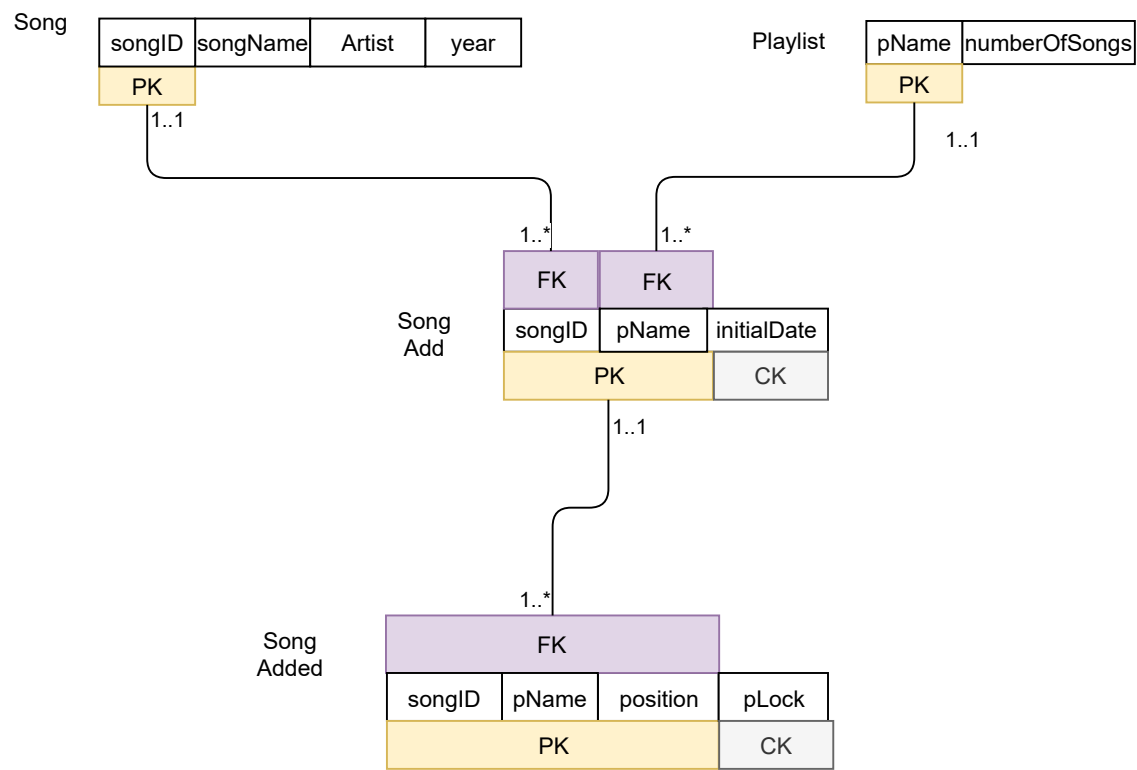 Song
songID songName Artist year
PK
1..1
Playlist
pName numberOfSongs
PK
1..1
1..*
1..*
FK
FK
Song
Add
songID pName initialDate
PK
CK
1..1
1..*
FK
Song
Added
songID pName position pLock
PK
CK